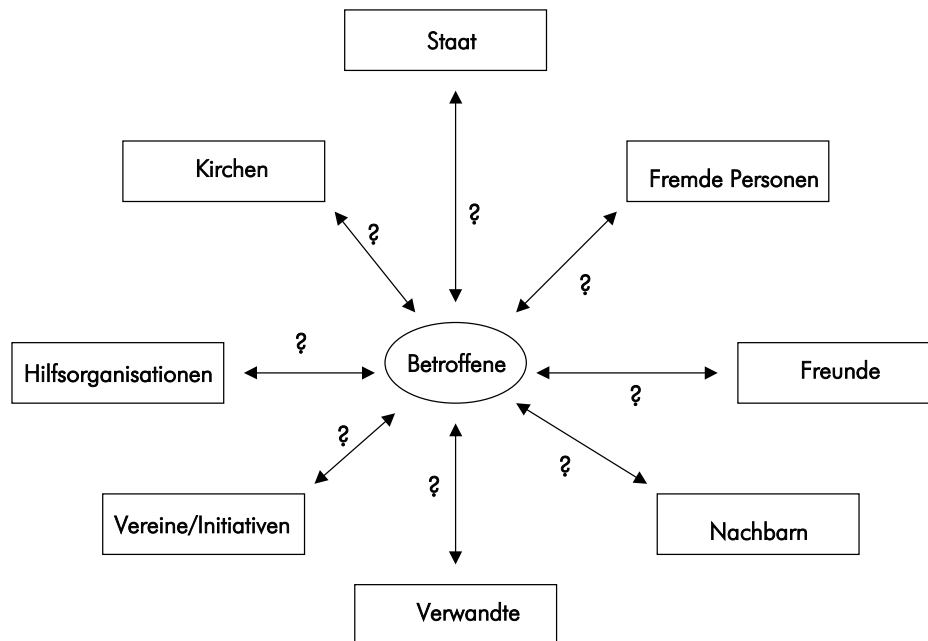 Staat
Kirchen
Fremde Personen
?
?
?
?
Hilfsorganisationen
Betroffene
Freunde
?
?
?
?
Vereine/Initiativen
Nachbarn
Verwandte